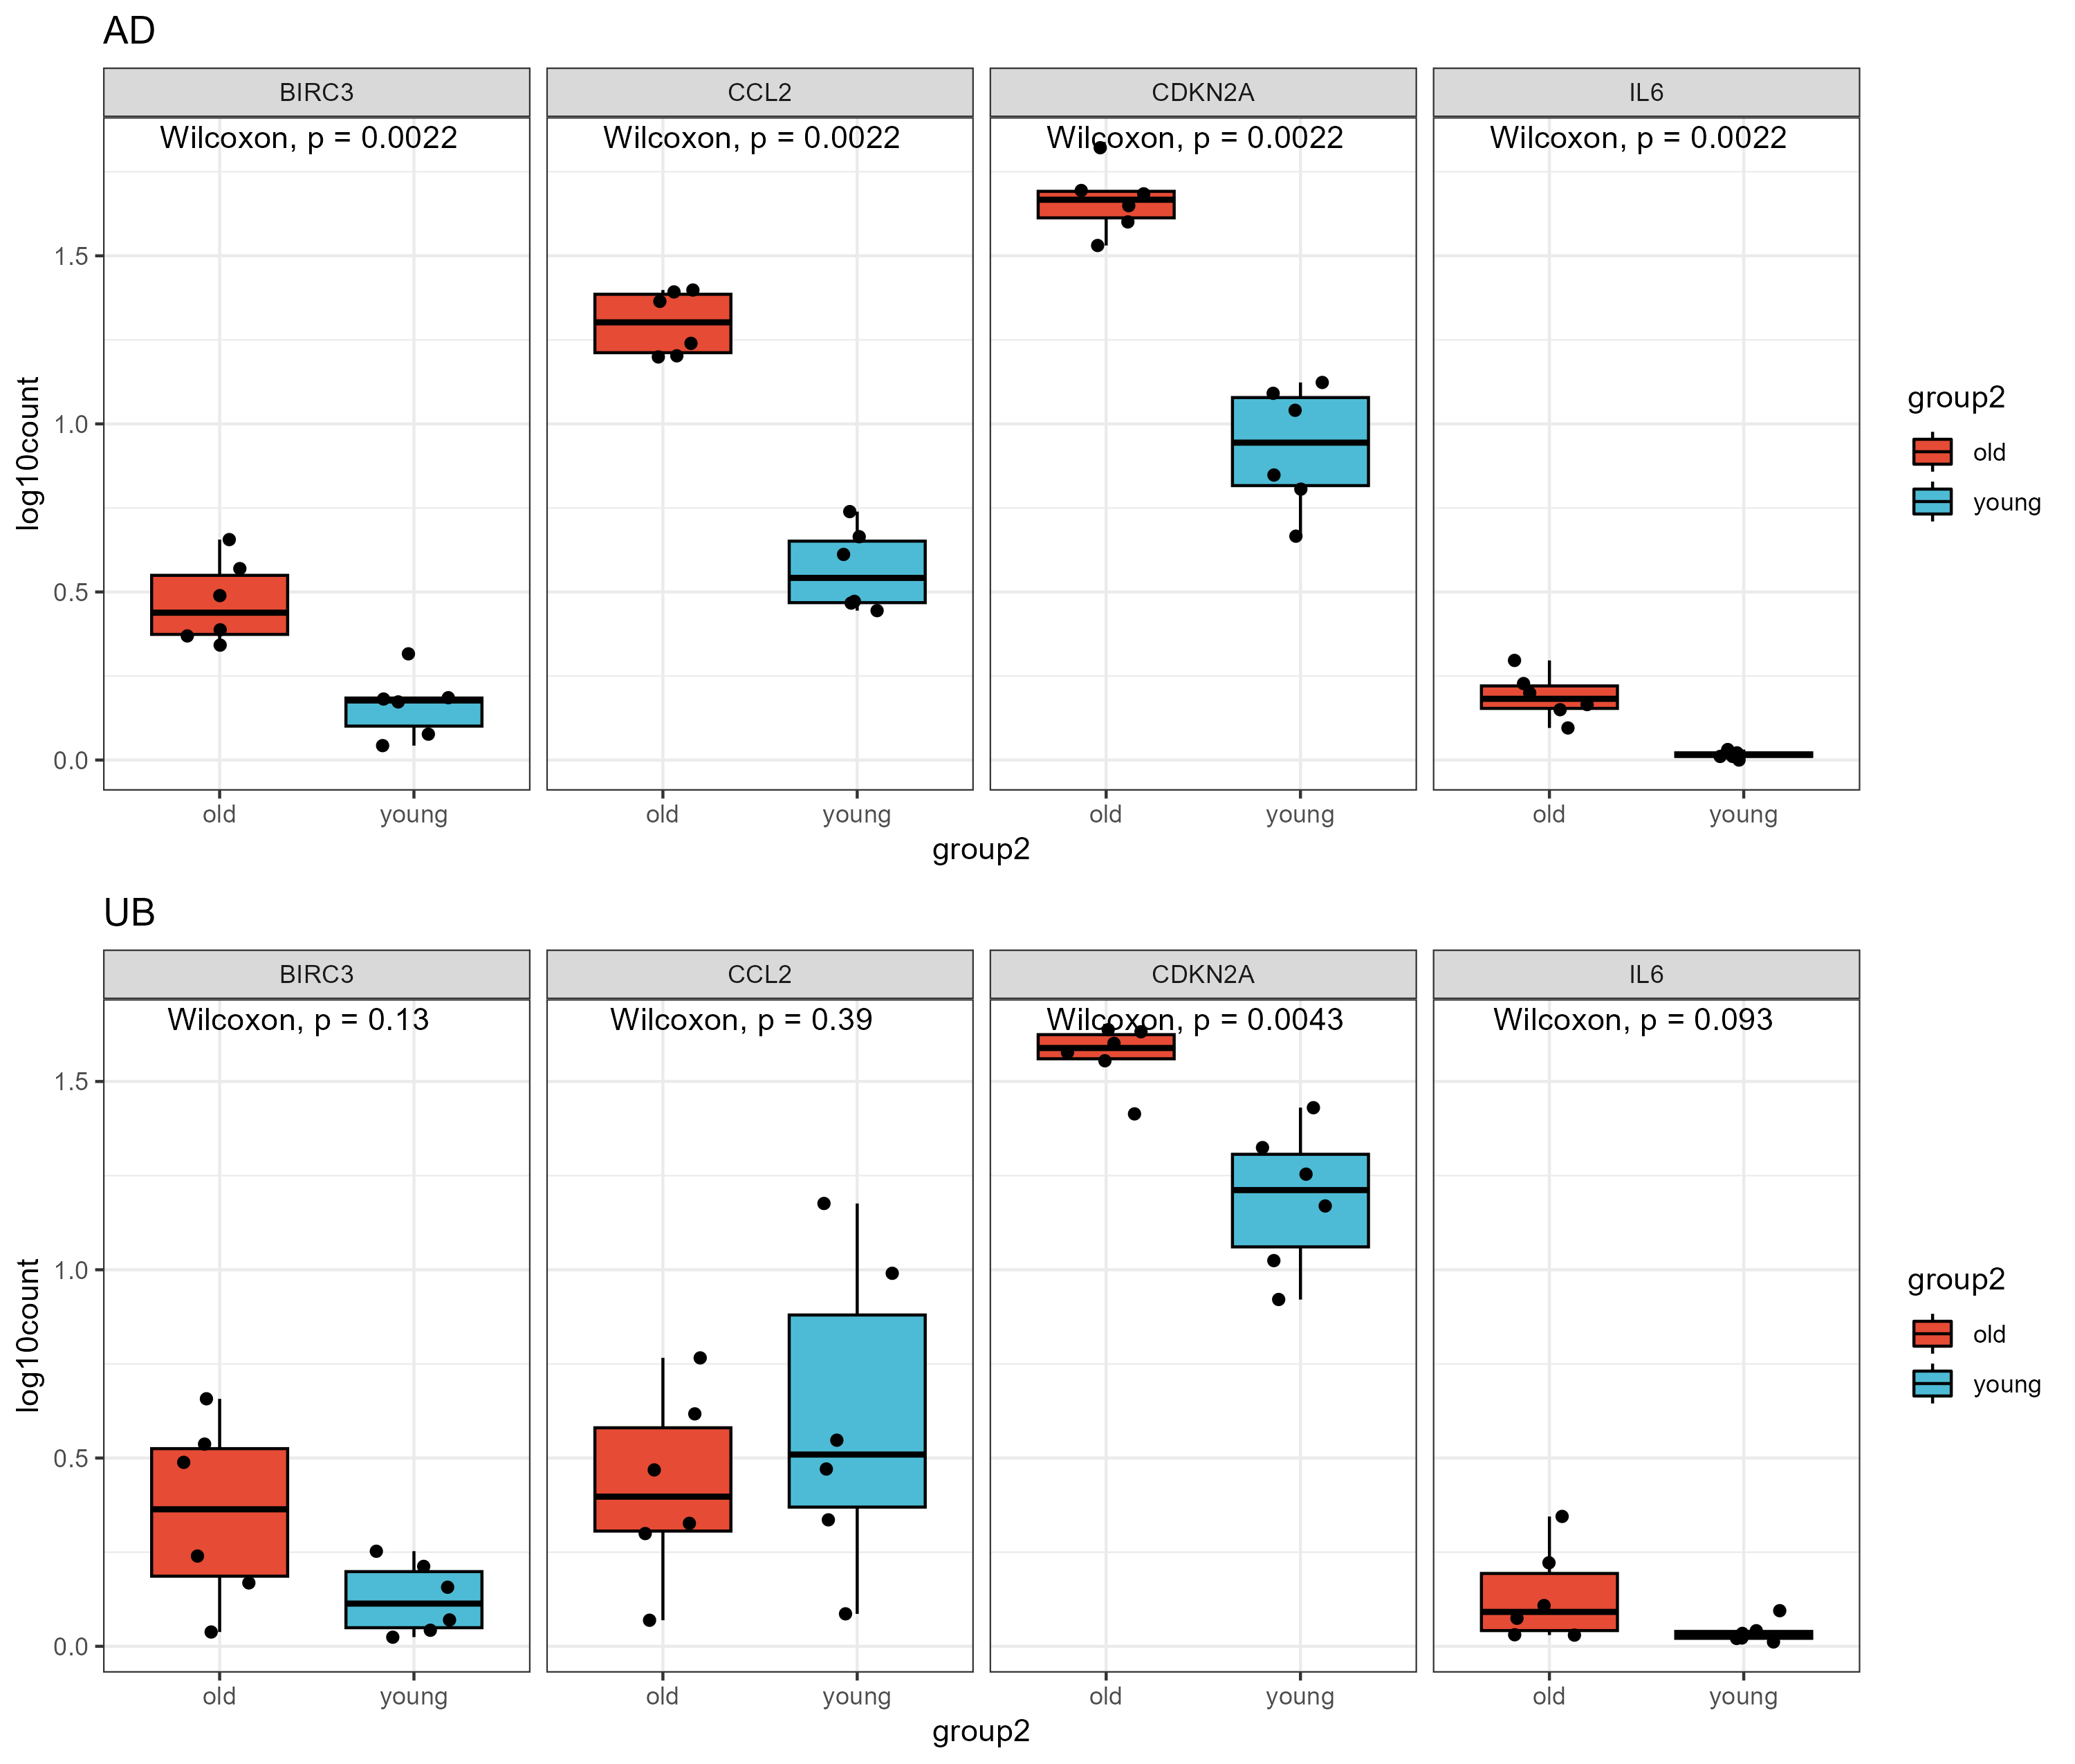 AD
BIRC3 CCL2 CDKN2A IL6
Wilcoxon, p = 0.0022 Wilcoxon, p = 0.0022 Wilcoxon, p = 0.0022 Wilcoxon, p = 0.0022
1.5
1.0
0.5
0.0
log10count
old young old young old young old young
group2
group2
old
young
UB
BIRC3 CCL2 CDKN2A IL6
Wilcoxon, p = 0.13 Wilcoxon, p = 0.39 Wilcoxon, p = 0.0043 Wilcoxon, p = 0.093
1.5
1.0
0.5
0.0
log10count
old young old young old young old young
group2
group2
old
young